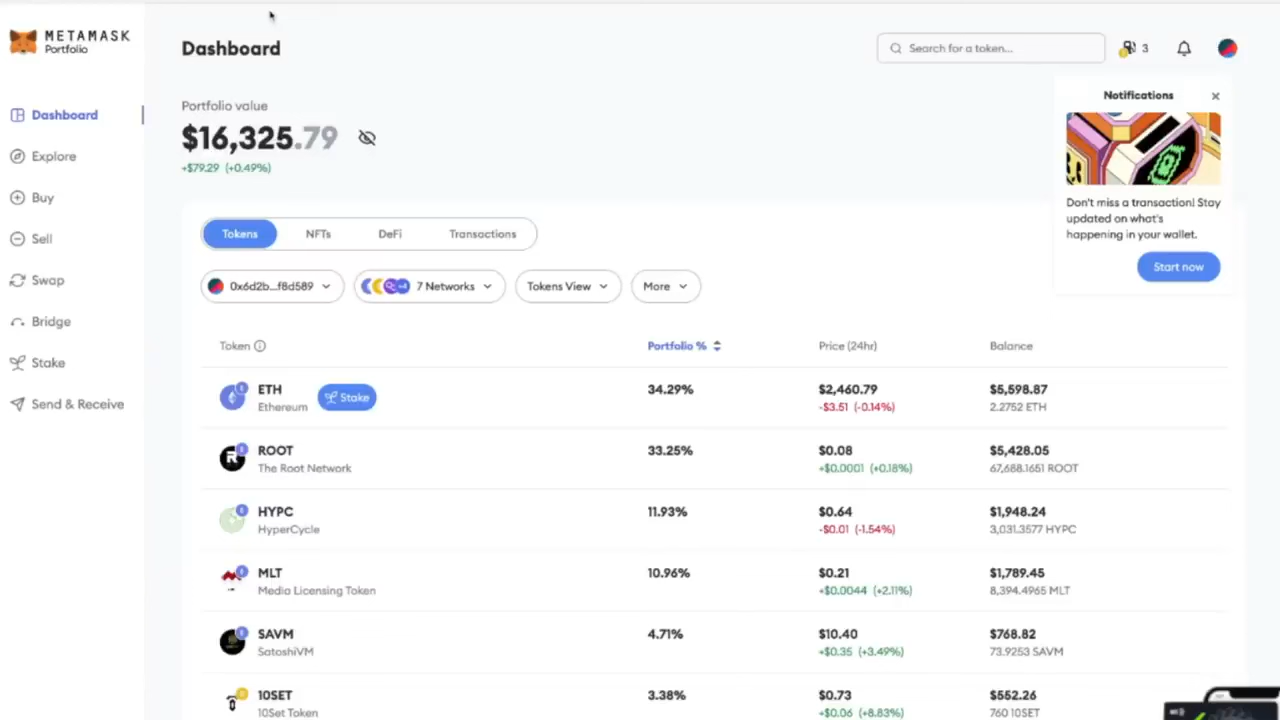 METAMASK
Portfolio
Dashboard
Search for a token...
3
Notifications
Dashboard
Explore
Buy
Sell
Swap
Bridge
Stake
Send & Receive
Portfolio value
$16,325.79
+$79.29 (+0.49%)
Don't miss a transaction! Stay
updated on what's
happening in your wallet.
Start now
Tokens NFTs DeFi Transactions
0x6d2b...f8d589 +4 7 Networks Tokens View More
Token Portfolio % Price (24hr) Balance
ETH Stake 34.29% $2,460.79 $5,598.87
Ethereum -$3.51 (-0.14%) 2.2752 ETH
ROOT 33.25% $0.08 $5,428.05
The Root Network +$0.0001 (+0.18%) 67,688.1651 ROOT
HYPC 11.93% $0.64 $1,948.24
HyperCycle -$0.01 (-1.54%) 3,031.3577 HYPC
MLT 10.96% $0.21 $1,789.45
Media Licensing Token +$0.0044 (+2.11%) 8,394.4965 MLT
SAVM 4.71% $10.40 $768.82
SatoshiVM +$0.35 (+3.49%) 73.9253 SAVM
10SET 3.38% $0.73 $552.26
10Set Token +$0.06 (+8.83%) 760 10SET